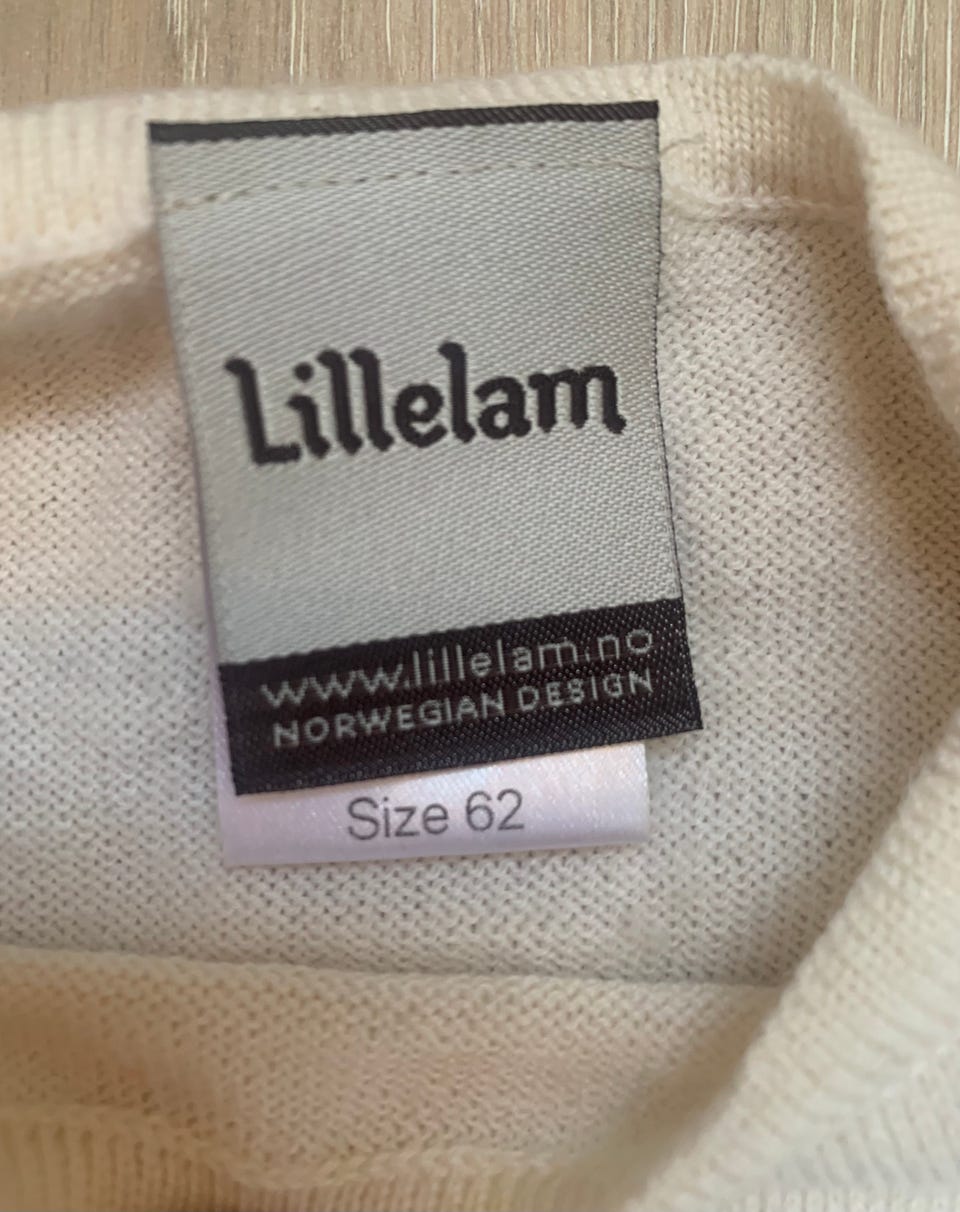 Lillelam
www.lillelam.no
NORWEGIAN DESIGN
Size 62